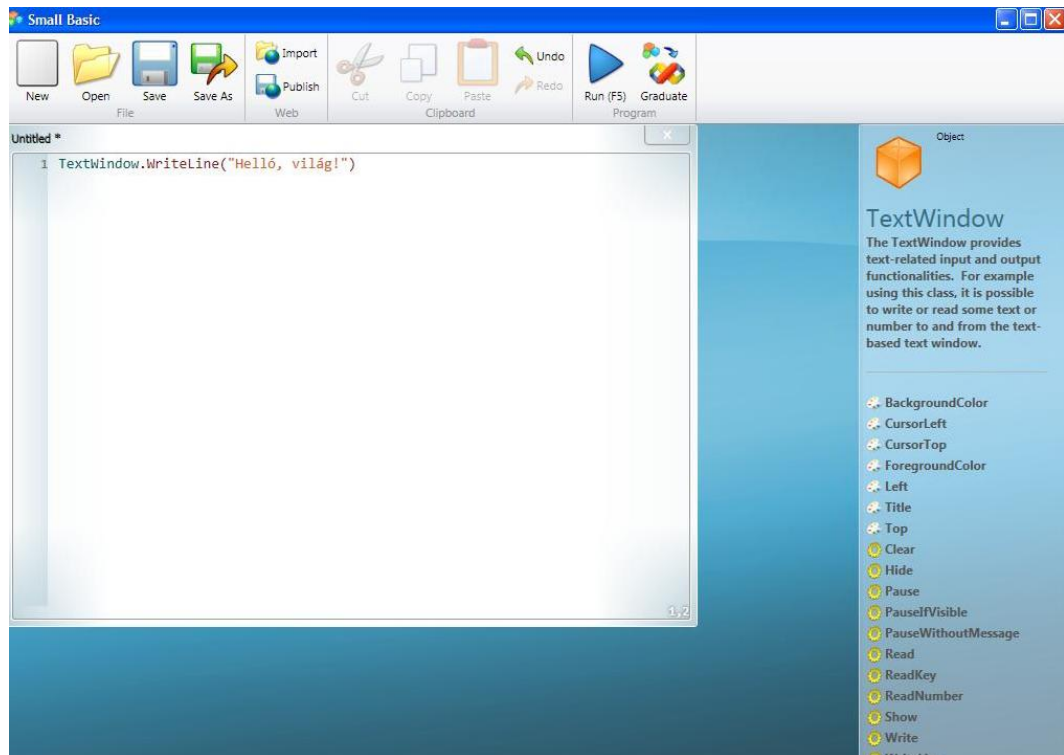 Small Basic
New
Open
Save
Save As
File
Import
Publish
Web
Cut
Copy
Paste
Undo
Redo
Clipboard
Run (F5)
Graduate
Program
Untitled *
1 TextWindow.WriteLine("Helló, világ!")
1,2
Object
TextWindow
The TextWindow provides
text-related input and output
functionalities. For example
using this class, it is possible
to write or read some text or
number to and from the text-
based text window.
BackgroundColor
CursorLeft
CursorTop
ForegroundColor
Left
Title
Top
Clear
Hide
Pause
PauseIfVisible
PauseWithoutMessage
Read
ReadKey
ReadNumber
Show
Write